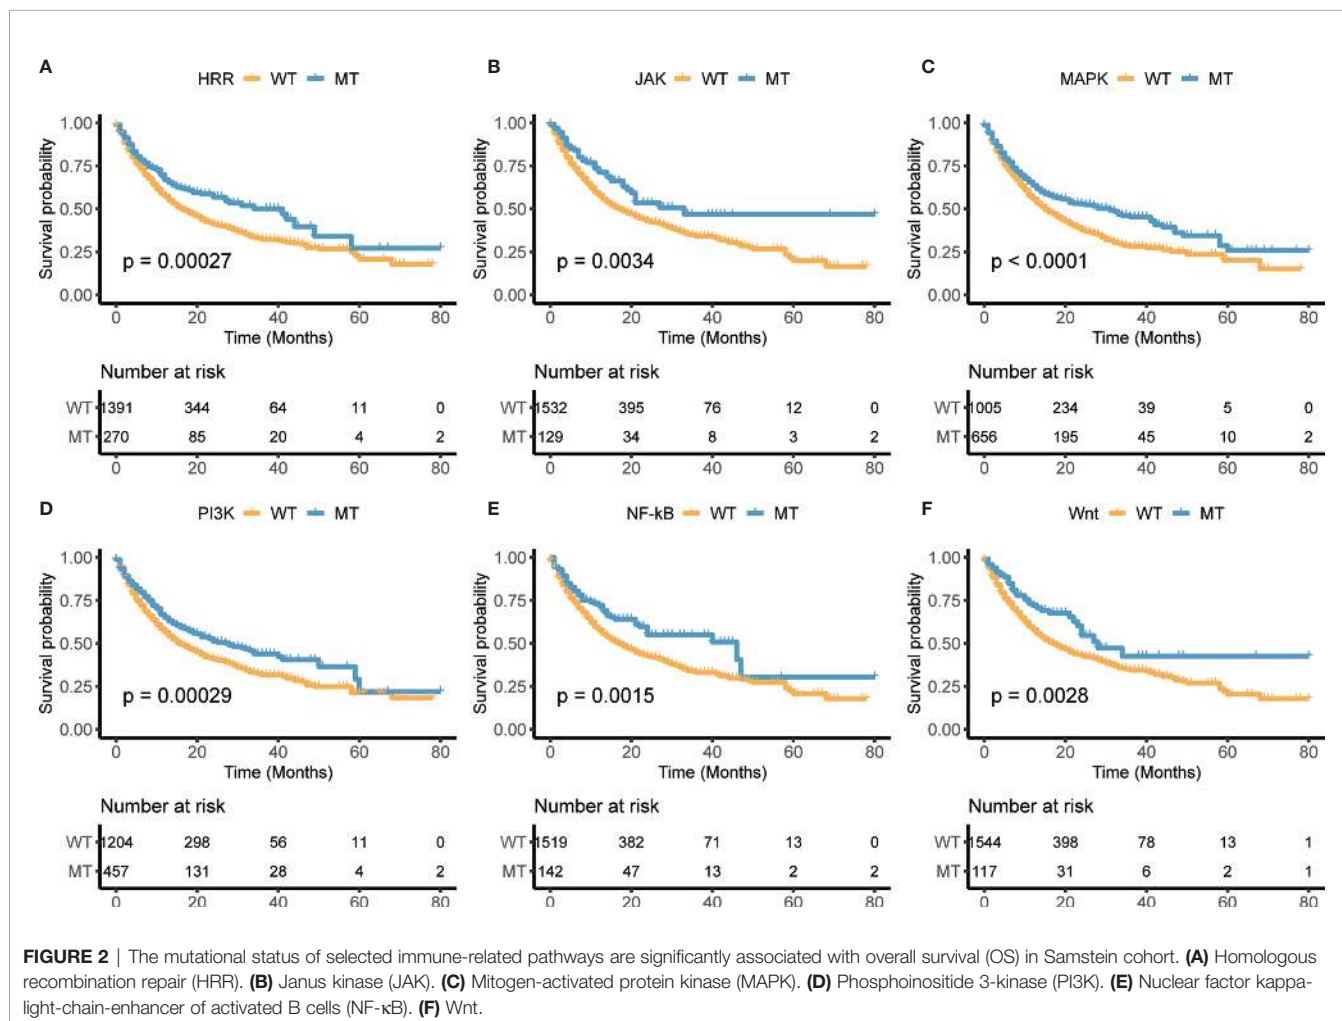 A
HRR WT MT
Survival probability
1.00
0.75
0.50
0.25
0.00
p = 0.00027
0 20 40 60 80
Time (Months)
Number at risk
WT 1391 344 64 11 0
MT 270 85 20 4 2
0 20 40 60 80
B
JAK WT MT
Survival probability
1.00
0.75
0.50
0.25
0.00
p = 0.0034
0 20 40 60 80
Time (Months)
Number at risk
WT 1532 395 76 12 0
MT 129 34 8 3 2
0 20 40 60 80
C
MAPK WT MT
Survival probability
1.00
0.75
0.50
0.25
0.00
p < 0.0001
0 20 40 60 80
Time (Months)
Number at risk
WT 1005 234 39 5 0
MT 656 195 45 10 2
0 20 40 60 80
D
PI3K WT MT
Survival probability
1.00
0.75
0.50
0.25
0.00
p = 0.00029
0 20 40 60 80
Time (Months)
Number at risk
WT 1204 298 56 11 0
MT 457 131 28 4 2
0 20 40 60 80
E
NF-kB WT MT
Survival probability
1.00
0.75
0.50
0.25
0.00
p = 0.0015
0 20 40 60 80
Time (Months)
Number at risk
WT 1519 382 71 13 0
MT 142 47 13 2 2
0 20 40 60 80
F
Wnt WT MT
Survival probability
1.00
0.75
0.50
0.25
0.00
p = 0.0028
0 20 40 60 80
Time (Months)
Number at risk
WT 1544 398 78 13 1
MT 117 31 6 2 1
0 20 40 60 80
FIGURE 2 | The mutational status of selected immune-related pathways are significantly associated with overall survival (OS) in Samstein cohort. (A) Homologous
recombination repair (HRR). (B) Janus kinase (JAK). (C) Mitogen-activated protein kinase (MAPK). (D) Phosphoinositide 3-kinase (PI3K). (E) Nuclear factor kappa-
light-chain-enhancer of activated B cells (NF-κB). (F) Wnt.